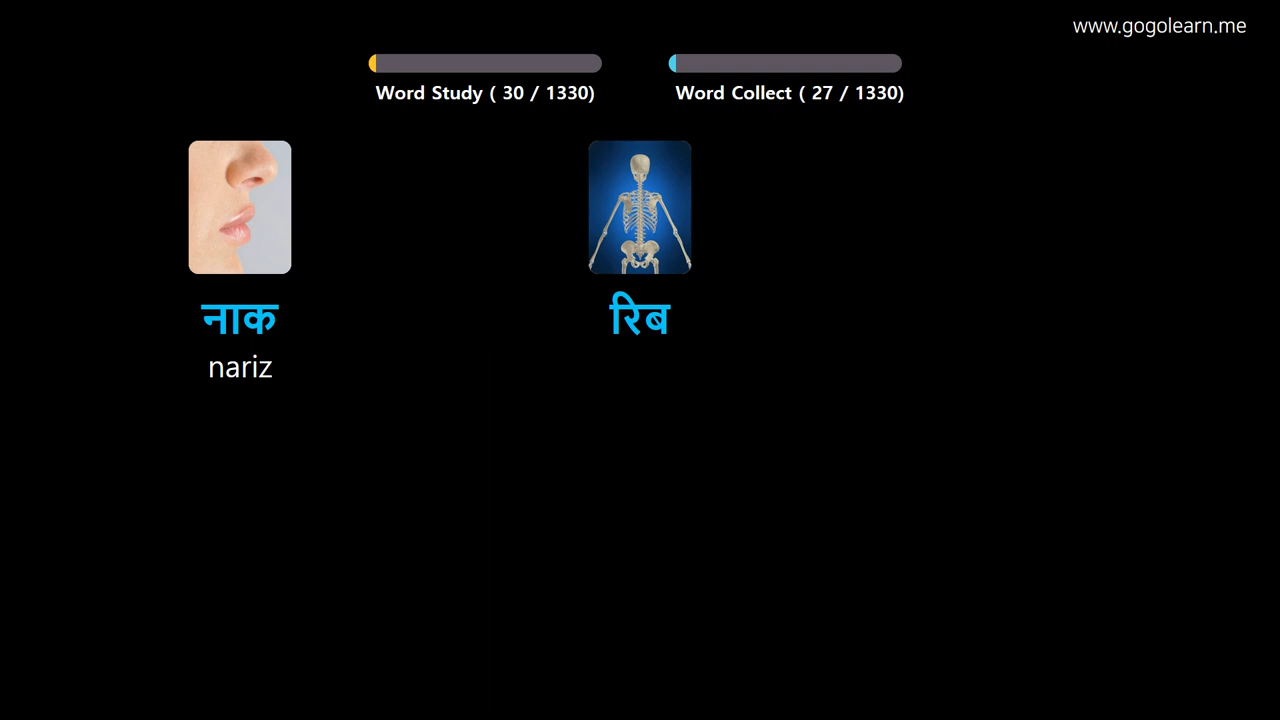 www.gogolearn.me
Word Study ( 30 / 1330)
Word Collect ( 27 / 1330)
नाक
रिब
nariz